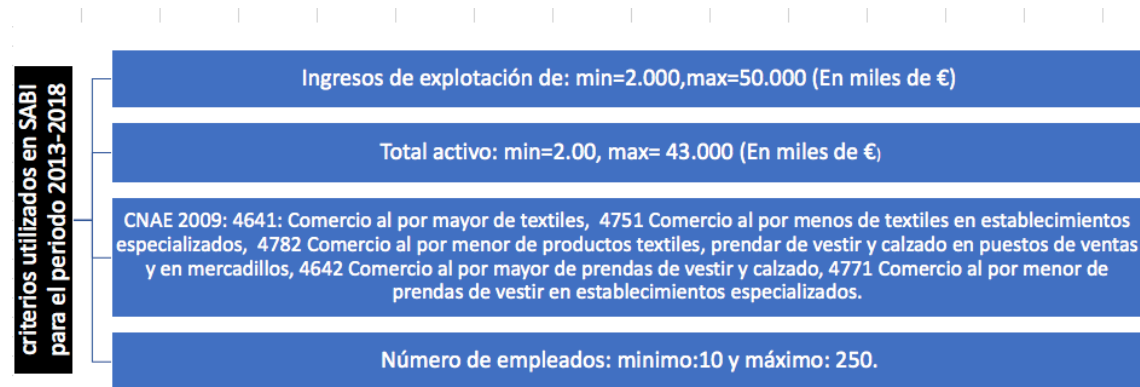 criterios utilizados en SABI
para el periodo 2013-2018
Ingresos de explotación de: min=2.000,max=50.000 (En miles de €)
Total activo: min=2.00, max= 43.000 (En miles de €)
CNAE 2009: 4641: Comercio al por mayor de textiles, 4751 Comercio al por menos de textiles en establecimientos
especializados, 4782 Comercio al por menor de productos textiles, prendar de vestir y calzado en puestos de ventas
y en mercadillos, 4642 Comercio al por mayor de prendas de vestir y calzado, 4771 Comercio al por menor de
prendas de vestir en establecimientos especializados.
Número de empleados: minimo:10 y máximo: 250.